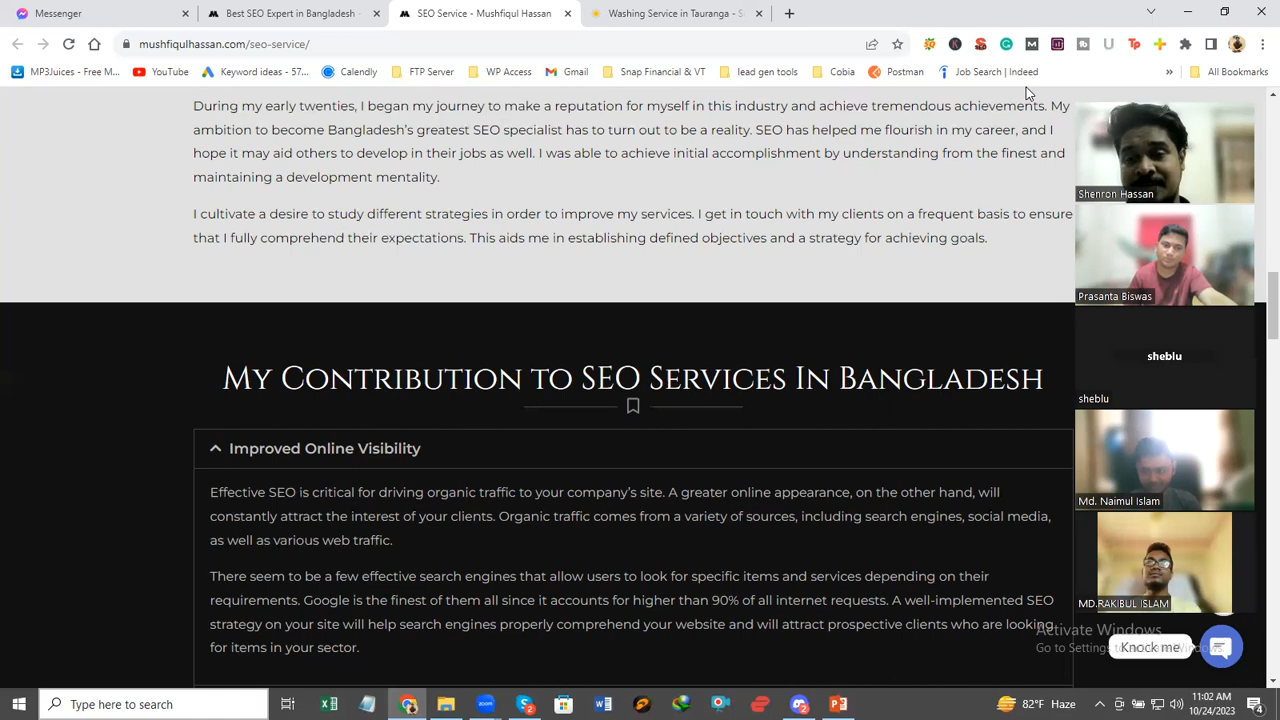 Messenger
Best SEO Expert in Bangladesh -
SEO Service - Mushfiqul Hassan
Washing Service in Tauranga - S
mushfiqulhassan.com/seo-service/
MP3Juices - Free M...
YouTube
Keyword ideas - 57...
Calendly
FTP Server
WP Access
Gmail
Snap Financial & VT
lead gen tools
Cobia
Postman
Job Search | Indeed
»
All Bookmarks
During my early twenties, I began my journey to make a reputation for myself in this industry and achieve tremendous achievements. My
ambition to become Bangladesh's greatest SEO specialist has to turn out to be a reality. SEO has helped me flourish in my career, and I
hope it may aid others to develop in their jobs as well. I was able to achieve initial accomplishment by understanding from the finest and
maintaining a development mentality.
I cultivate a desire to study different strategies in order to improve my services. I get in touch with my clients on a frequent basis to ensure
that I fully comprehend their expectations. This aids me in establishing defined objectives and a strategy for achieving goals.
My Contribution to SEO Services In Bangladesh
Improved Online Visibility
Effective SEO is critical for driving organic traffic to your company's site. A greater online appearance, on the other hand, will
constantly attract the interest of your clients. Organic traffic comes from a variety of sources, including search engines, social media,
as well as various web traffic.
There seem to be a few effective search engines that allow users to look for specific items and services depending on their
requirements. Google is the finest of them all since it accounts for higher than 90% of all internet requests. A well-implemented SEO
strategy on your site will help search engines properly comprehend your website and will attract prospective clients who are looking
for items in your sector.
Shenron Hassan
Prasanta Biswas
sheblu
sheblu
Md. Naimul Islam
MD.RAKIBUL ISLAM
Activate Windows
Go to Settings to activate Windows.
Knock me
Type here to search
82°F Haze
11:02 AM
10/24/2023
4